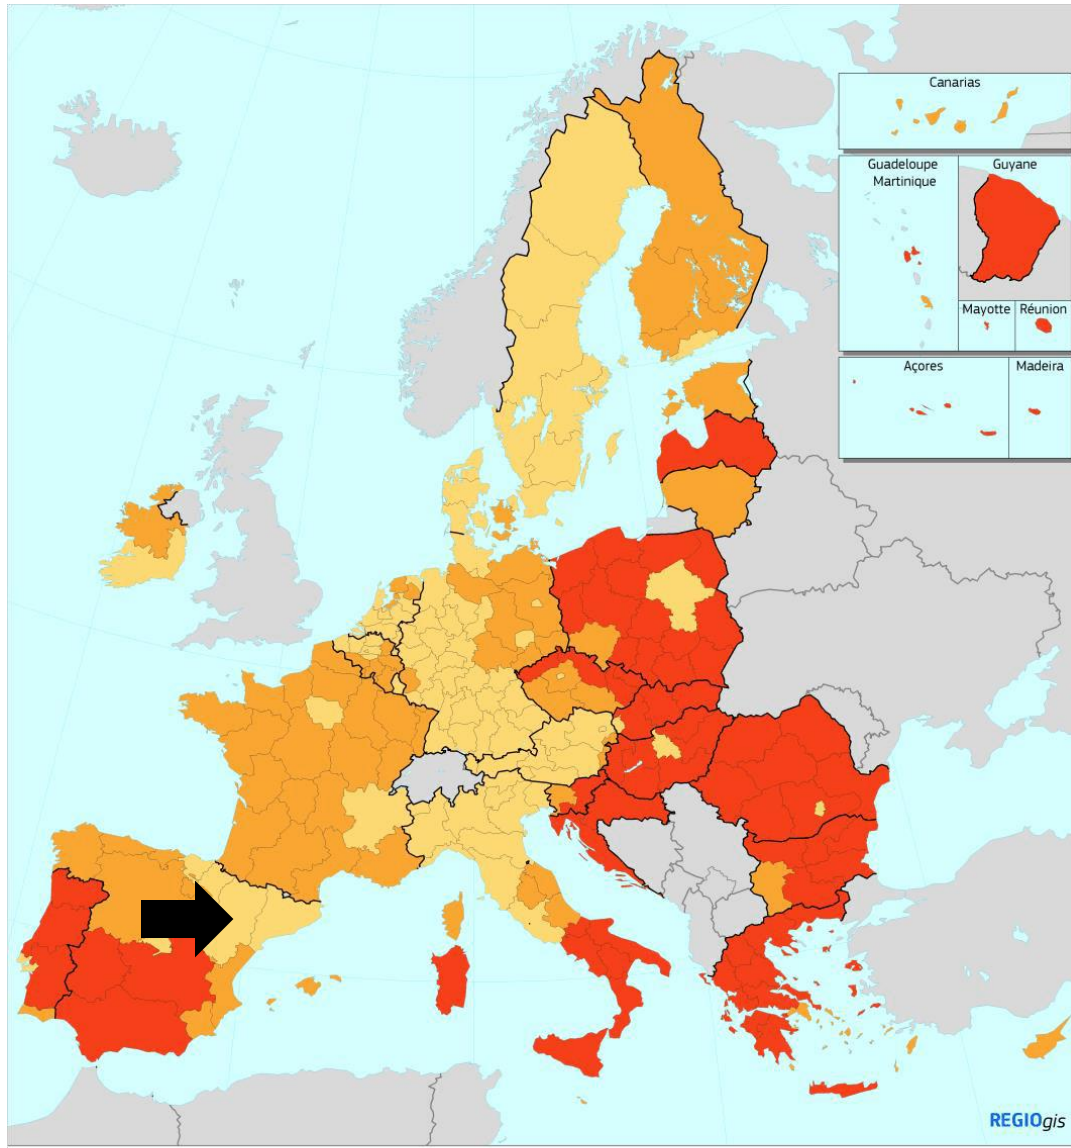 Canarias
Guadeloupe
Martinique
Guyane
Mayotte
Réunion
Açores
Madeira
REGIOgis